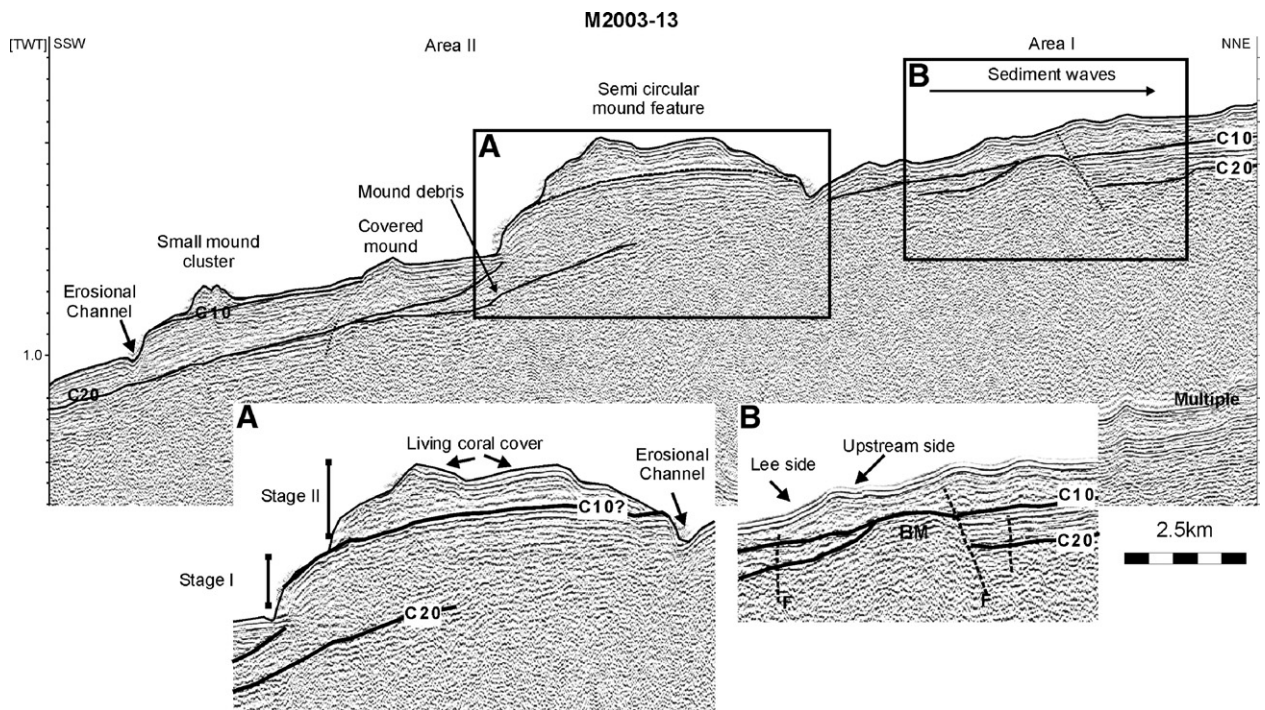 M2003-13
[TWT] SSW
Area II
Area I
NNE
B
Sediment waves
Semi circular
mound feature
A
C10
C20
Mound debris
Covered
mound
Small mound
cluster
Erosional
Channel
C10
1.0
C20
Multiple
A
Living coral cover
Erosional
Channel
Stage II
C10?
Stage I
C20
B
Upstream side
Lee side
C10
BM
C20
F
F
2.5km